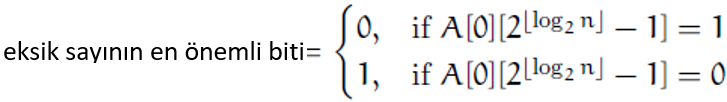 eksik sayının en önemli biti= { 0, if A[0][2^{⌊log₂ n⌋} − 1] = 1
1, if A[0][2^{⌊log₂ n⌋} − 1] = 0